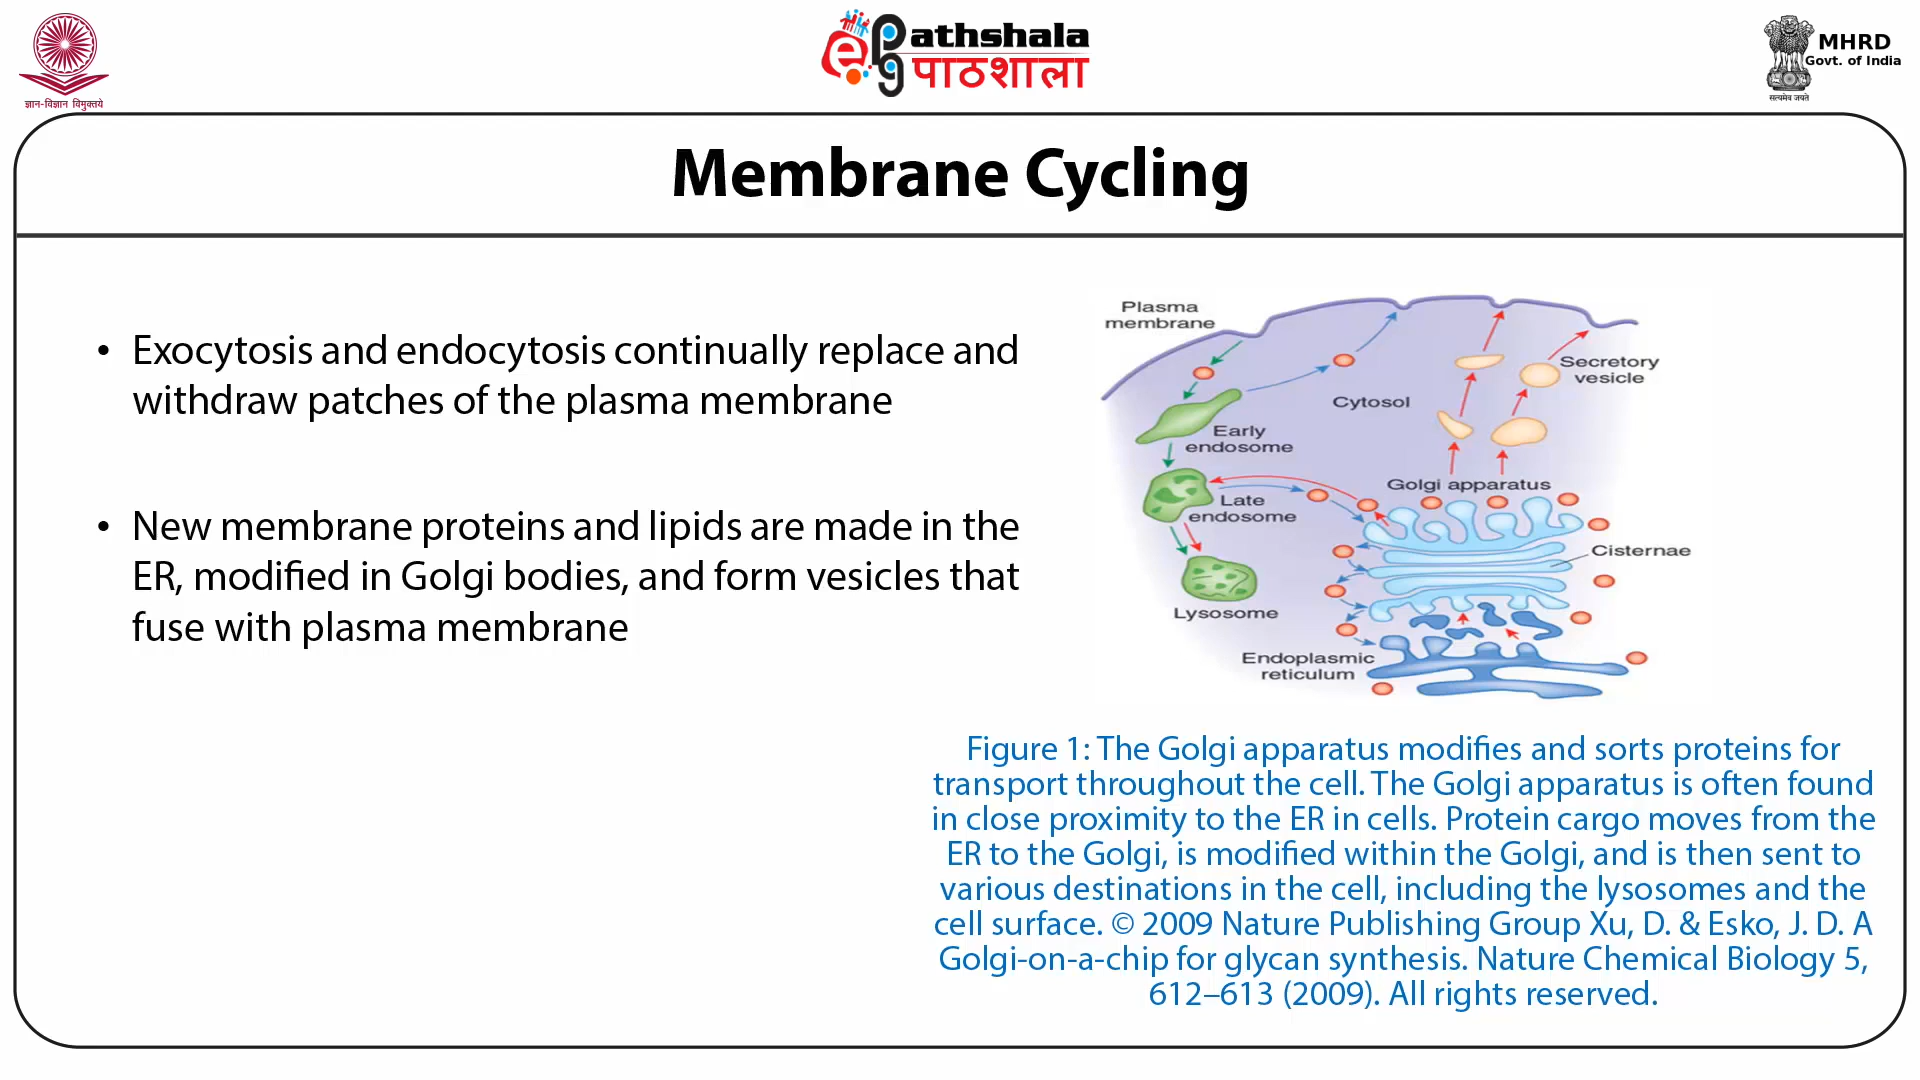 ज्ञान-विज्ञान विमुक्तये
ePathshala
पाठशाला
MHRD
Govt. of India
सत्यमेव जयते
Membrane Cycling
• Exocytosis and endocytosis continually replace and
withdraw patches of the plasma membrane
• New membrane proteins and lipids are made in the
ER, modified in Golgi bodies, and form vesicles that
fuse with plasma membrane
Plasma
membrane
Secretory
vesicle
Cytosol
Early
endosome
Golgi apparatus
Late
endosome
Cisternae
Lysosome
Endoplasmic
reticulum
Figure 1: The Golgi apparatus modifies and sorts proteins for
transport throughout the cell. The Golgi apparatus is often found
in close proximity to the ER in cells. Protein cargo moves from the
ER to the Golgi, is modified within the Golgi, and is then sent to
various destinations in the cell, including the lysosomes and the
cell surface. © 2009 Nature Publishing Group Xu, D. & Esko, J. D. A
Golgi-on-a-chip for glycan synthesis. Nature Chemical Biology 5,
612–613 (2009). All rights reserved.